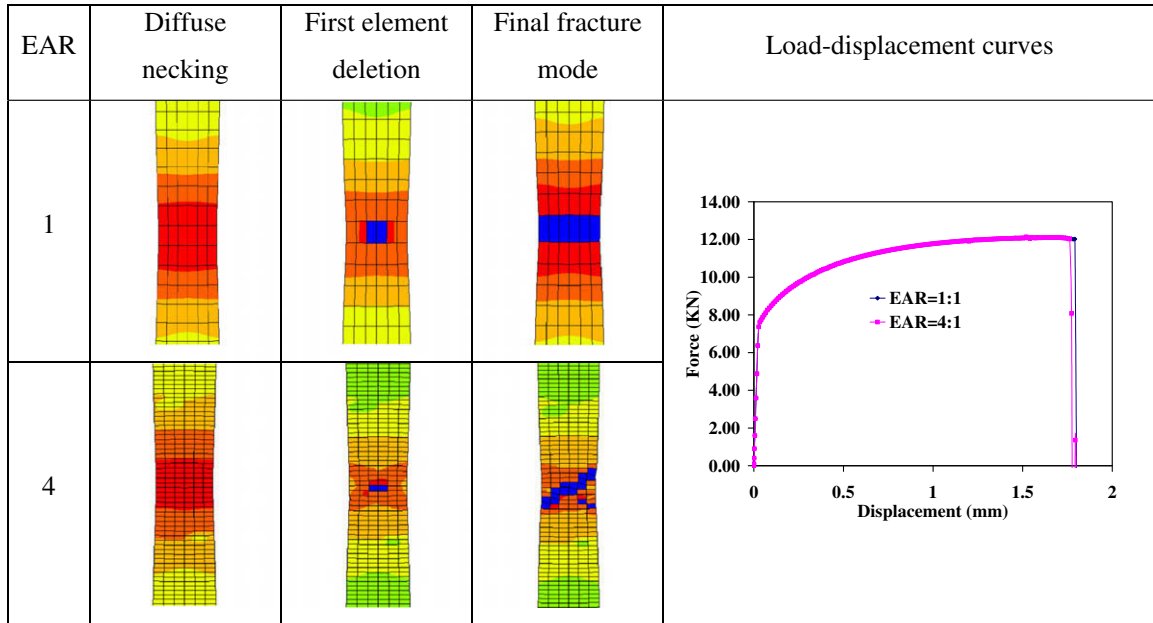 EAR
Diffuse
necking
First element
deletion
Final fracture
mode
Load-displacement curves
1
4
14.00
12.00
10.00
8.00
6.00
4.00
2.00
0.00
Force (KN)
EAR=1:1
EAR=4:1
0
0.5
1
1.5
2
Displacement (mm)